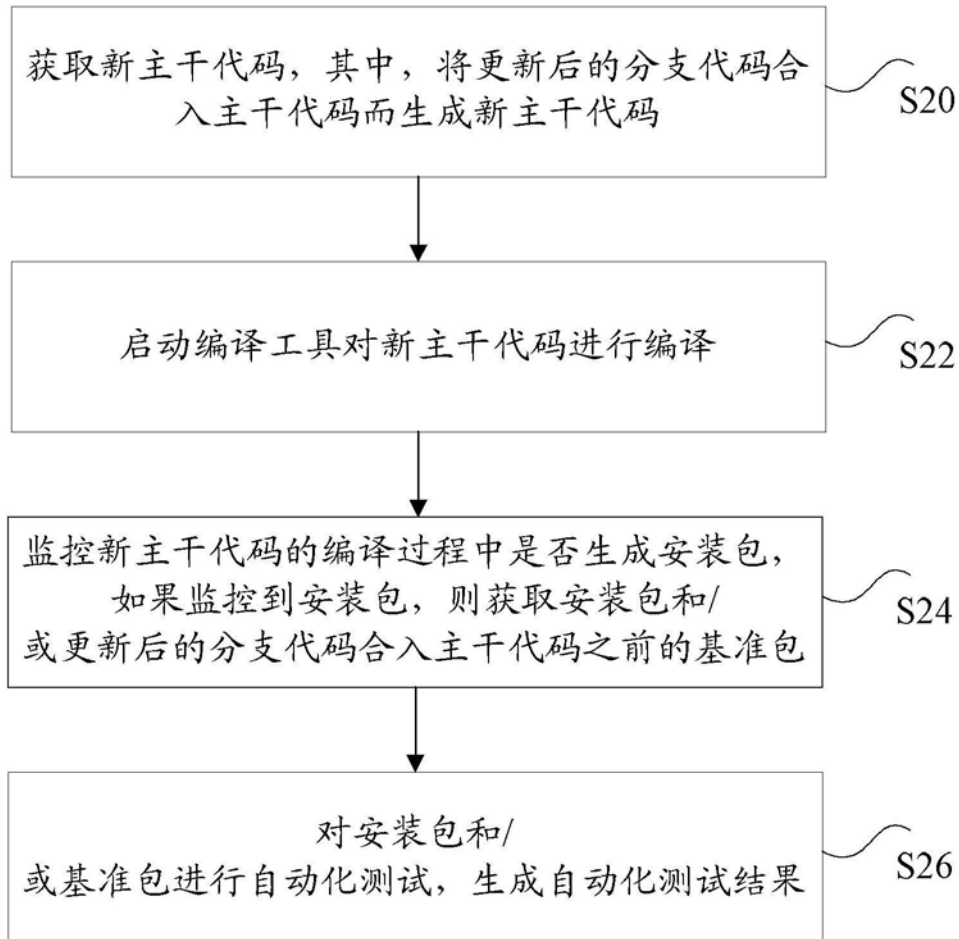 获取新主干代码，其中，将更新后的分支代码合
入主干代码而生成新主干代码
S20
启动编译工具对新主干代码进行编译
S22
监控新主干代码的编译过程中是否生成安装包，
如果监控到安装包，则获取安装包和/
或更新后的分支代码合入主干代码之前的基准包
S24
对安装包和/
或基准包进行自动化测试，生成自动化测试结果
S26